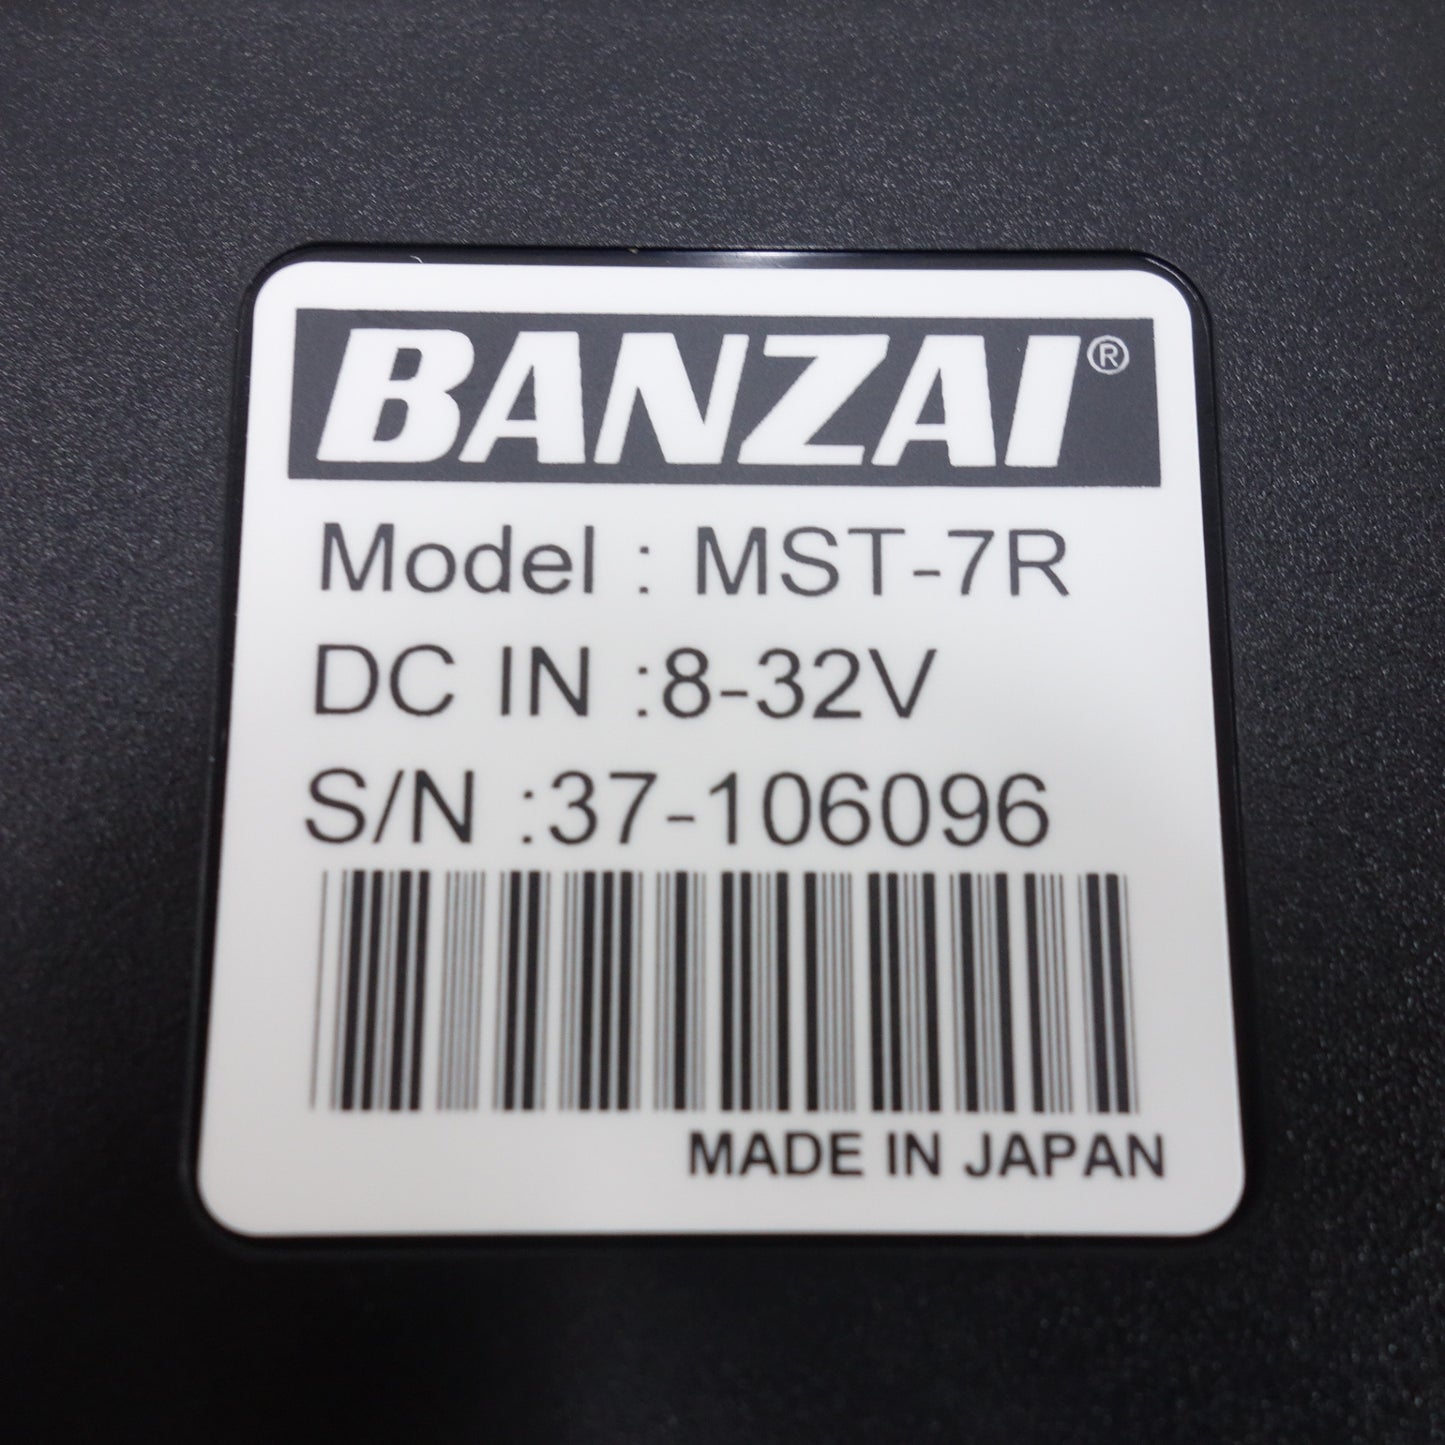 BANZAI®
Model : MST-7R
DC IN :8-32V
S/N :37-106096
MADE IN JAPAN